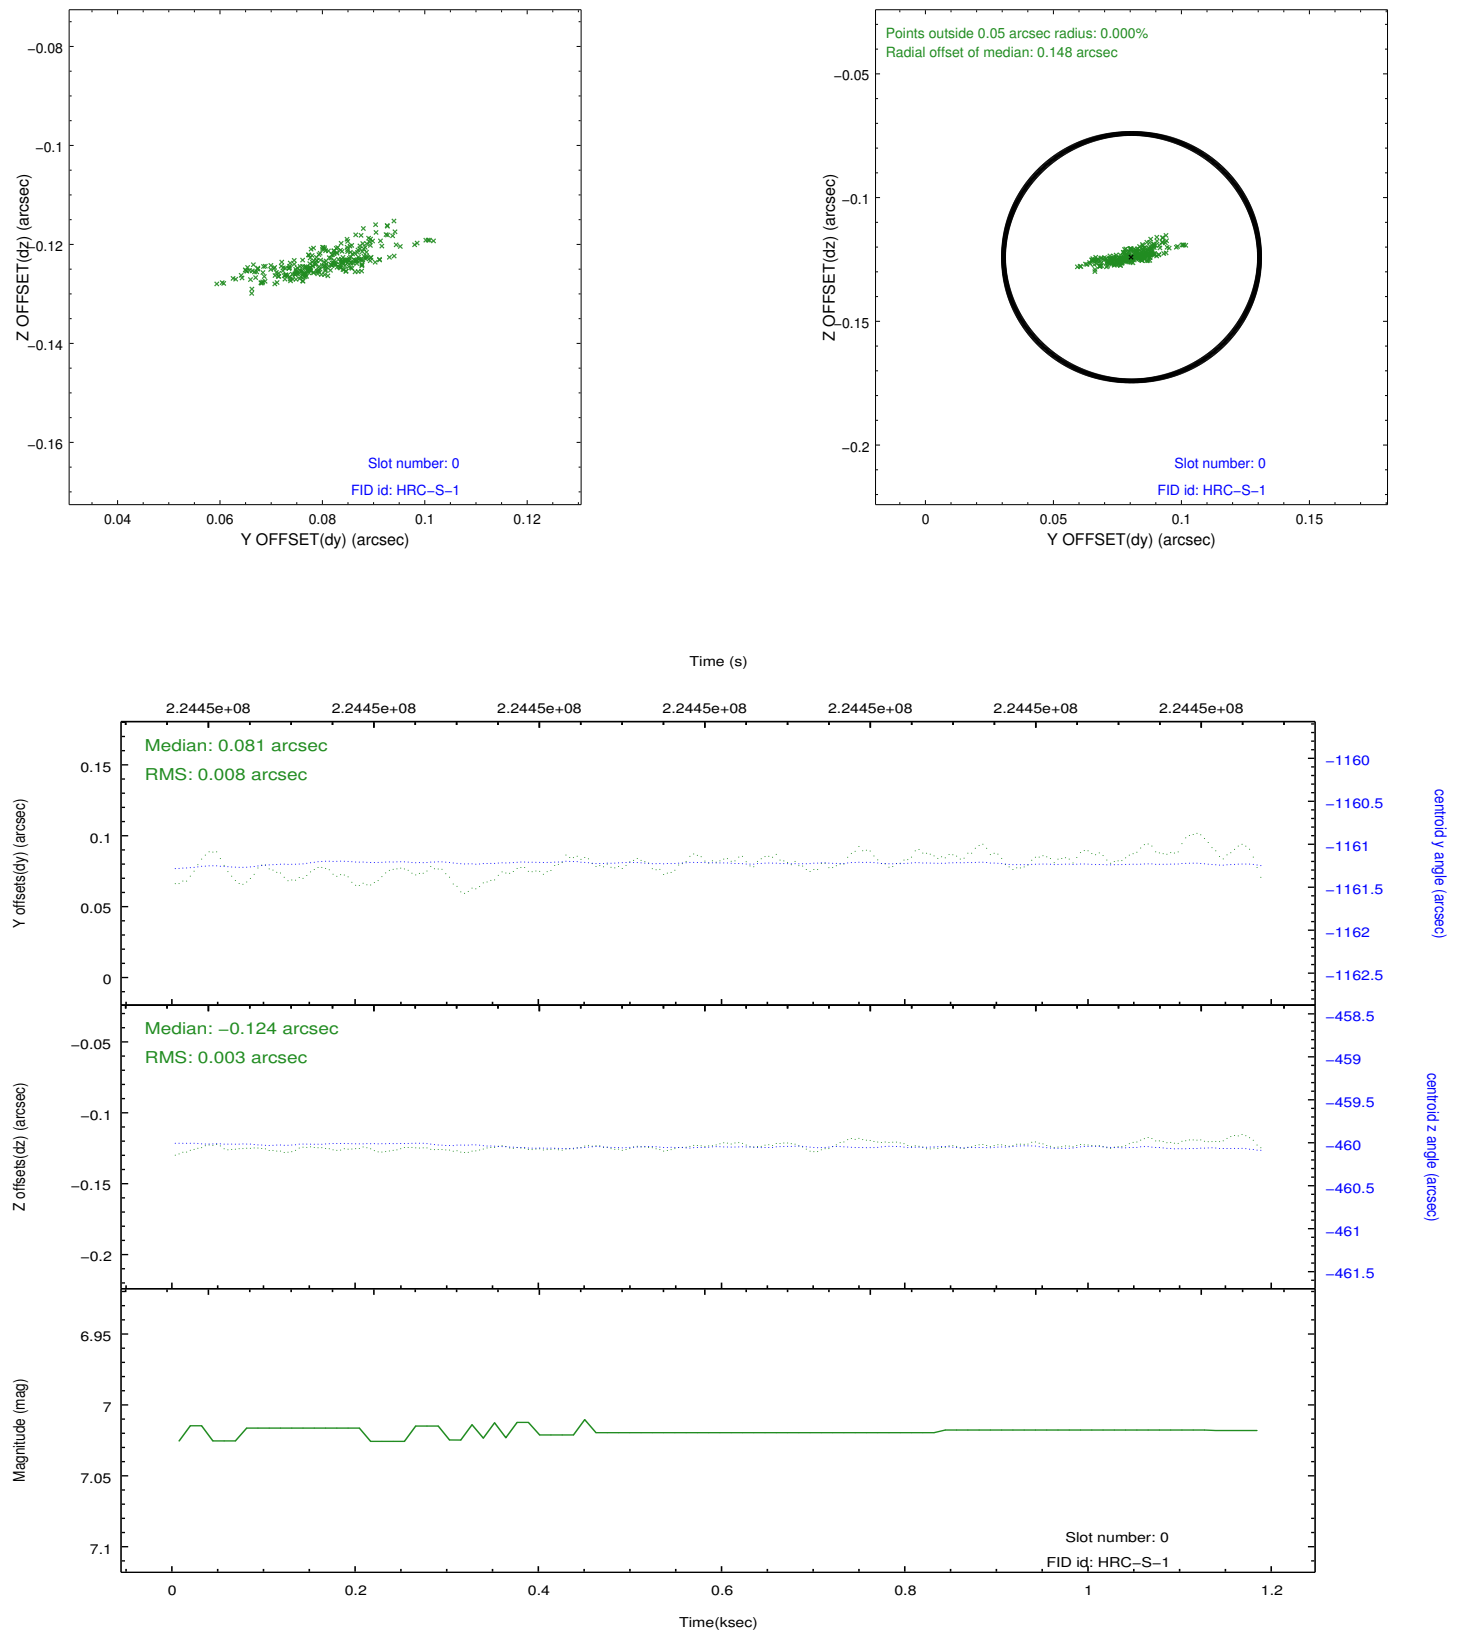 −0.08
−0.1
−0.12
−0.14
−0.16
Z OFFSET(dz) (arcsec)
Slot number: 0
FID id: HRC−S−1
0.04 0.06 0.08 0.1 0.12
Y OFFSET(dy) (arcsec)
Points outside 0.05 arcsec radius: 0.000%
Radial offset of median: 0.148 arcsec
−0.05
−0.1
−0.15
−0.2
Z OFFSET(dz) (arcsec)
Slot number: 0
FID id: HRC−S−1
0 0.05 0.1 0.15
Y OFFSET(dy) (arcsec)
Time (s)
2.2445e+08 2.2445e+08 2.2445e+08 2.2445e+08 2.2445e+08 2.2445e+08 2.2445e+08
Median: 0.081 arcsec
RMS: 0.008 arcsec
0.15
0.1
0.05
0
Y offsets(dy) (arcsec)
−1160
−1160.5
−1161
−1161.5
−1162
−1162.5
centroid y angle (arcsec)
Median: −0.124 arcsec
RMS: 0.003 arcsec
−0.05
−0.1
−0.15
−0.2
Z offsets(dz) (arcsec)
−458.5
−459
−459.5
−460
−460.5
−461
−461.5
centroid z angle (arcsec)
6.95
7
7.05
7.1
Magnitude (mag)
Slot number: 0
FID id: HRC−S−1
0 0.2 0.4 0.6 0.8 1 1.2
Time(ksec)